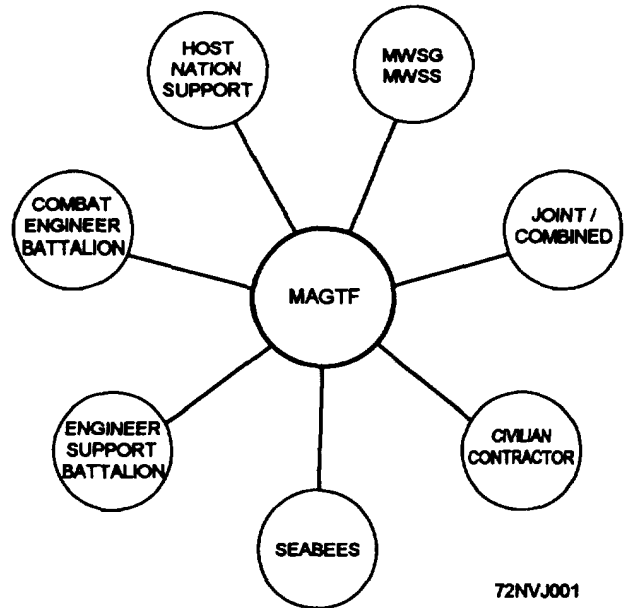 HOST
NATION
SUPPORT
MWSG
MWSS
COMBAT
ENGINEER
BATTALION
JOINT /
COMBINED
MAGTF
ENGINEER
SUPPORT
BATTALION
CIVILIAN
CONTRACTOR
SEABEES
72NVJ001